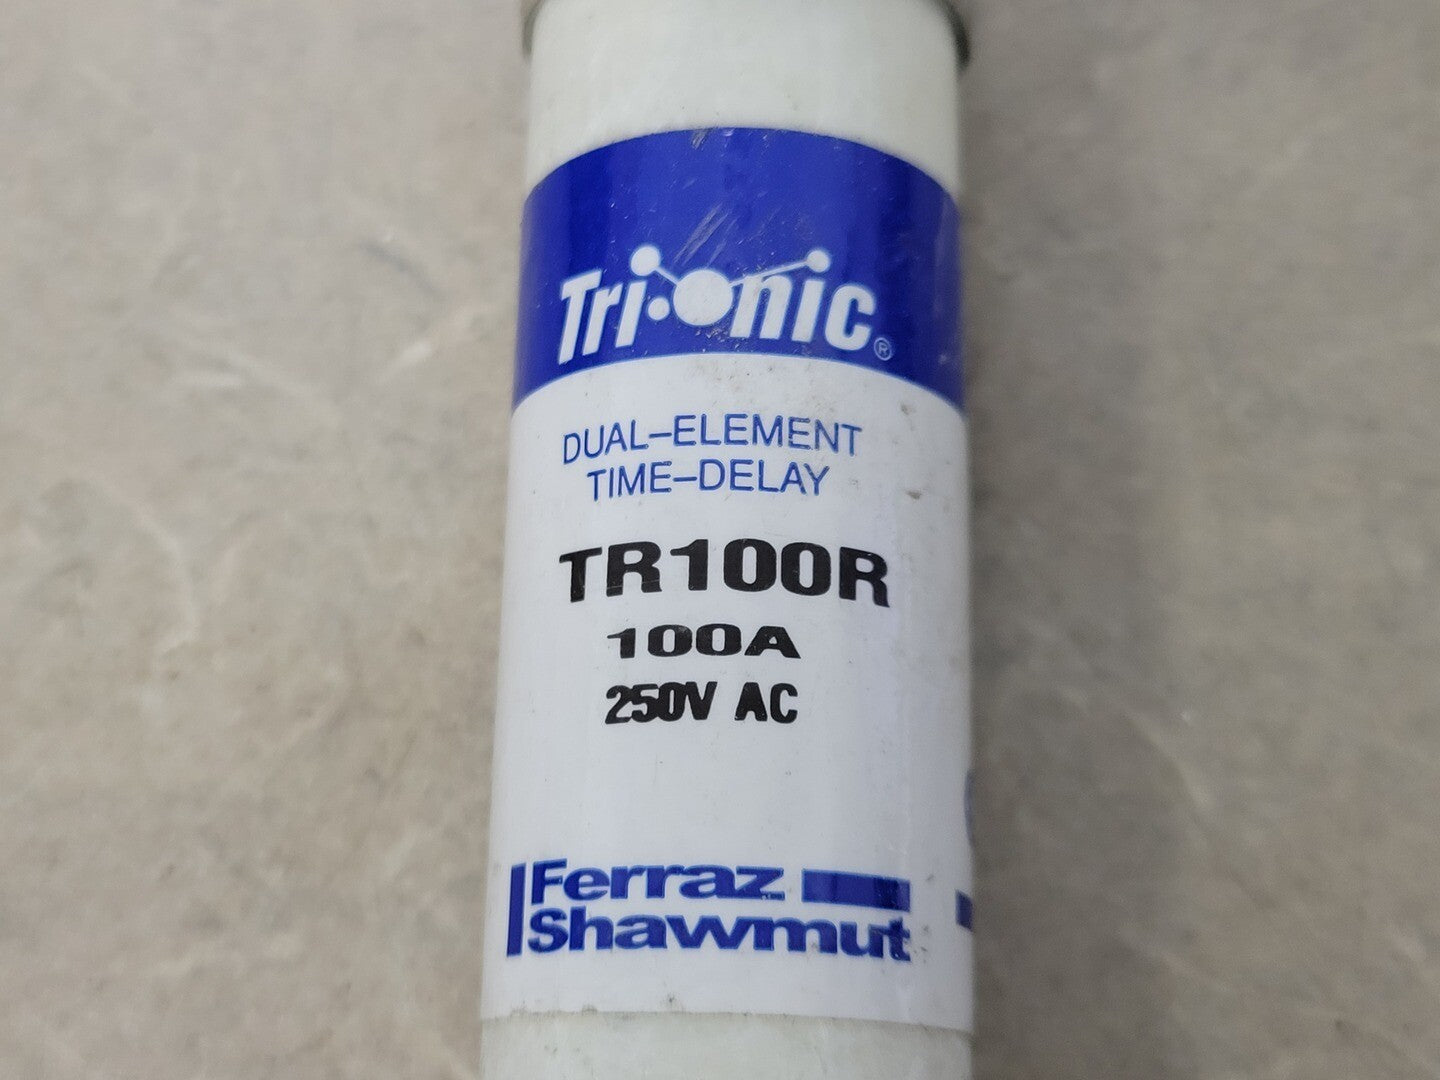 Tri-onic®
DUAL-ELEMENT
TIME-DELAY
TR100R
100A
250V AC
Ferraz
Shawmut